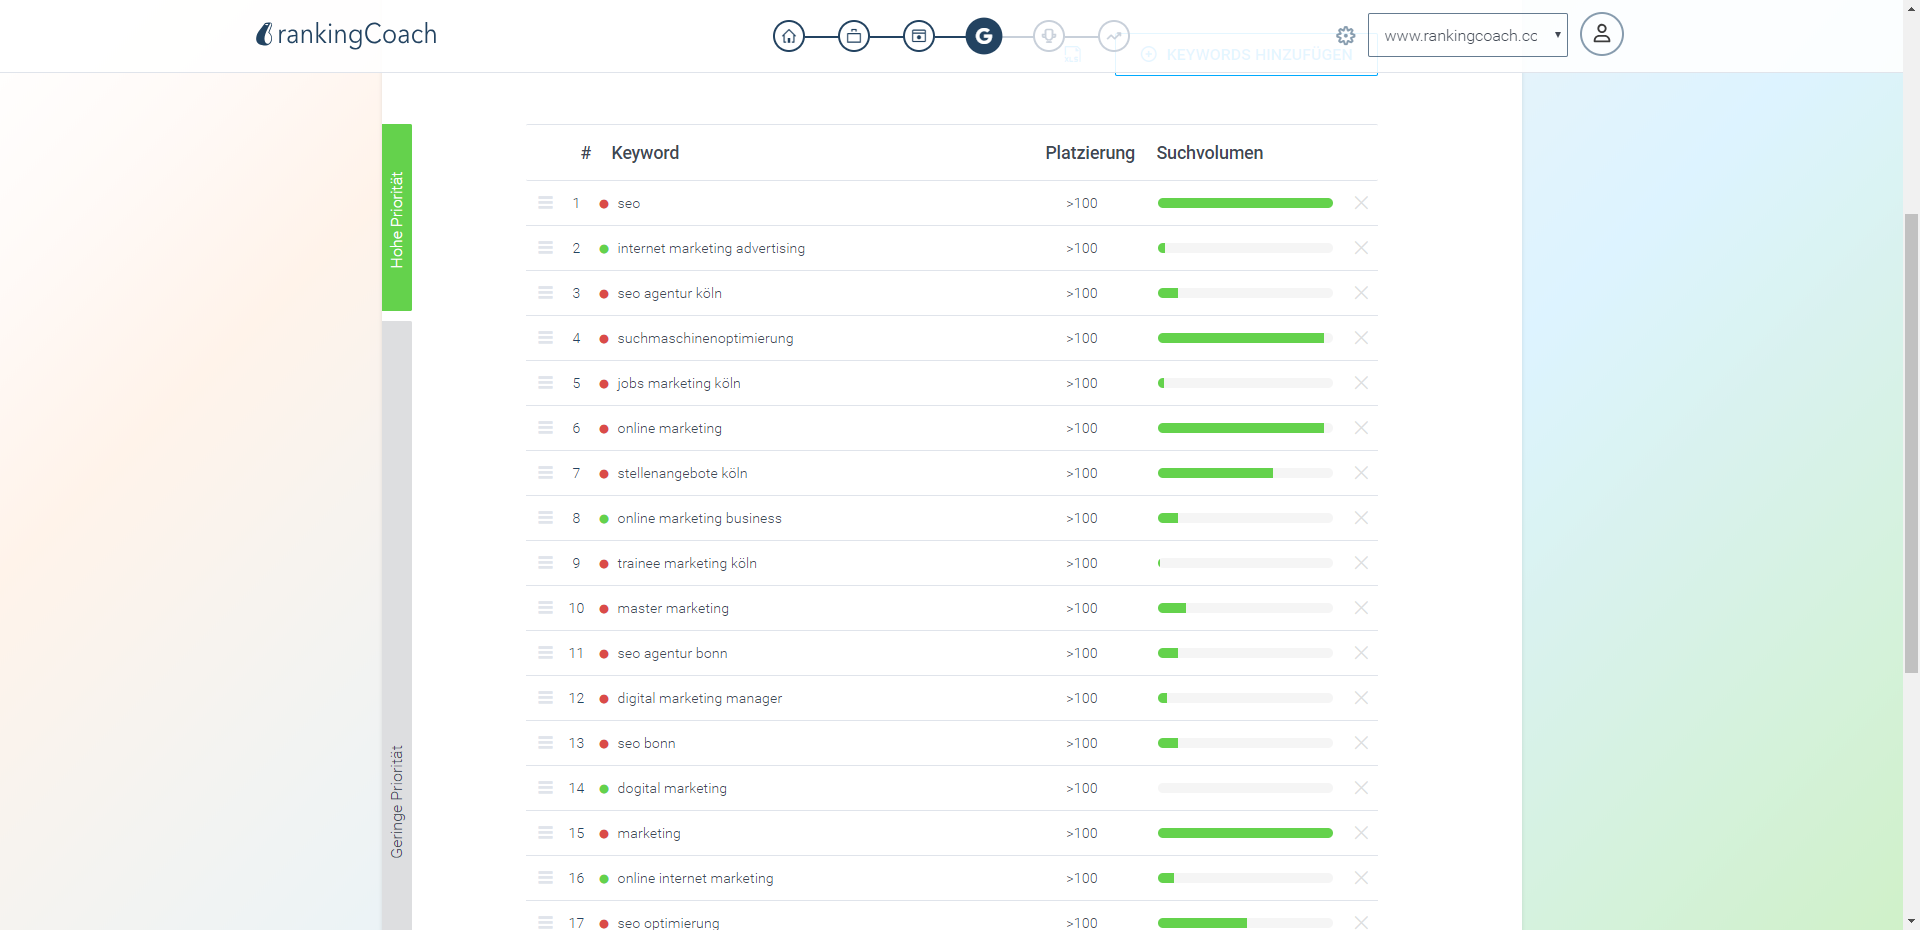 rankingCoach
G
www.rankingcoach.cc
KEYWORDS HINZUFÜGEN
# Keyword Platzierung Suchvolumen
1 seo >100
2 internet marketing advertising >100
3 seo agentur köln >100
4 suchmaschinenoptimierung >100
5 jobs marketing köln >100
6 online marketing >100
7 stellenangebote köln >100
8 online marketing business >100
9 trainee marketing köln >100
10 master marketing >100
11 seo agentur bonn >100
12 digital marketing manager >100
13 seo bonn >100
14 dogital marketing >100
15 marketing >100
16 online internet marketing >100
17 seo optimierung >100
Hohe Priorität
Geringe Priorität